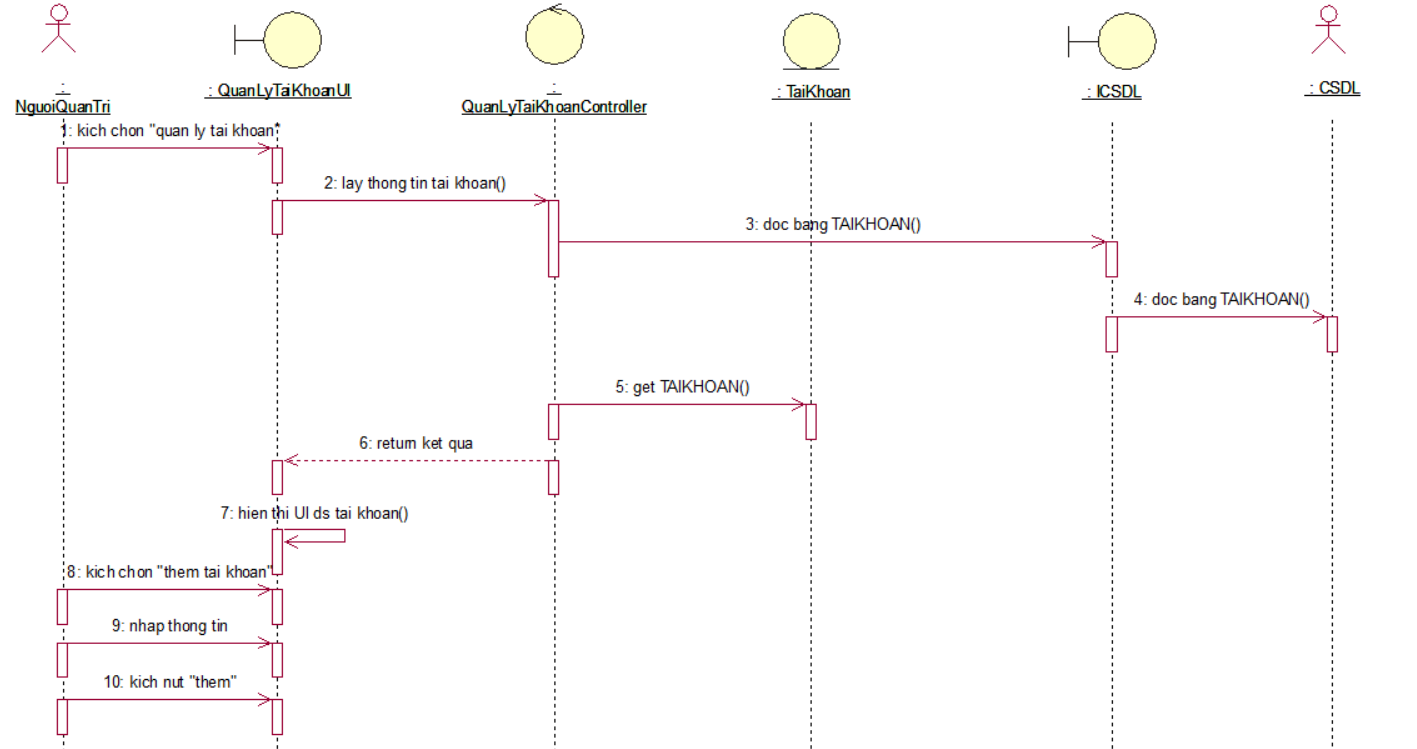 :
NguoiQuanTri
: QuanLyTaiKhoanUI
:
QuanLyTaiKhoanController
: TaiKhoan
: ICSDL
: CSDL
1: kich chon "quan ly tai khoan"
2: lay thong tin tai khoan()
3: doc bang TAIKHOAN()
4: doc bang TAIKHOAN()
5: get TAIKHOAN()
6: return ket qua
7: hien thi UI ds tai khoan()
8: kich chon "them tai khoan"
9: nhap thong tin
10: kich nut "them"